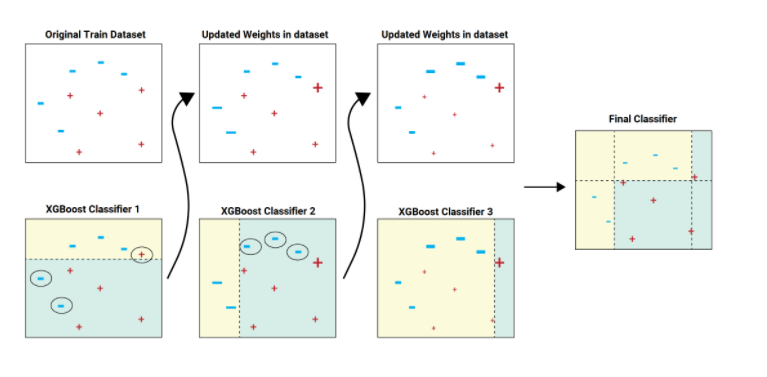 Original Train Dataset
Updated Weights in dataset
Updated Weights in dataset
Final Classifier
XGBoost Classifier 1
XGBoost Classifier 2
XGBoost Classifier 3